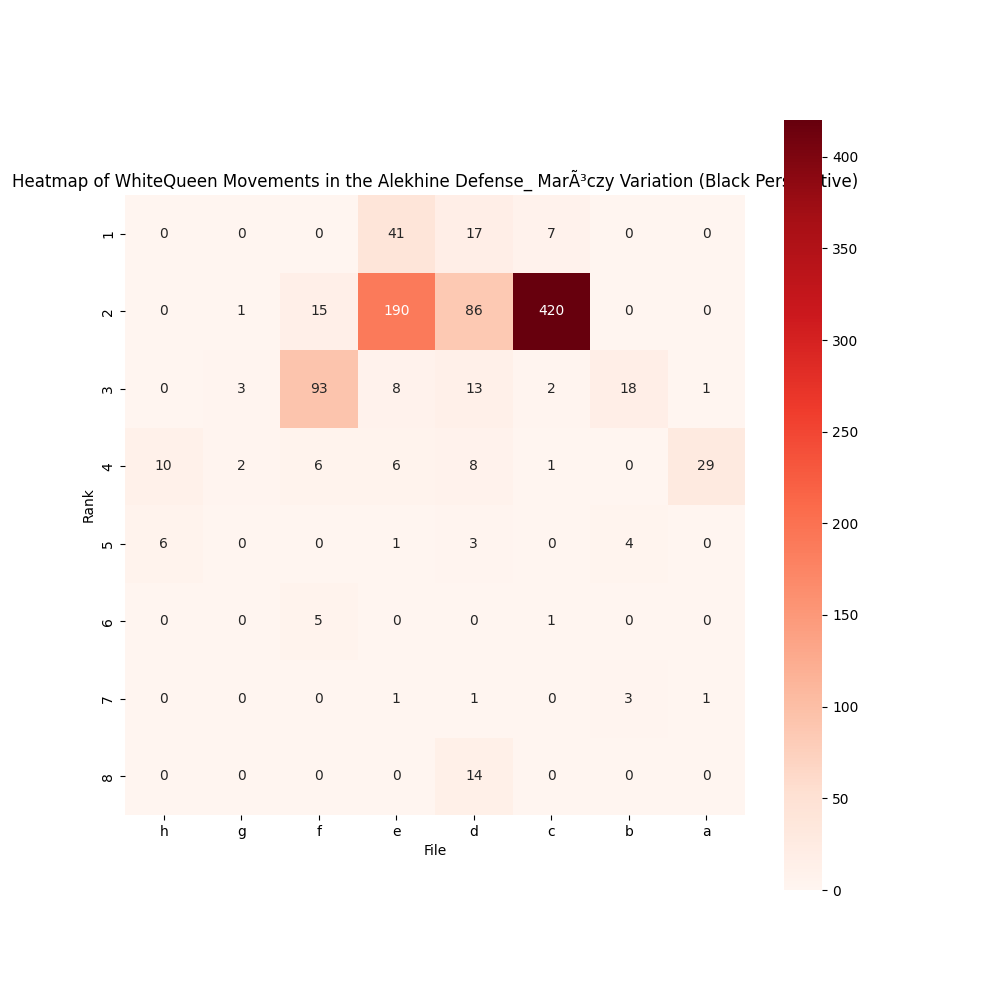 Heatmap of WhiteQueen Movements in the Alekhine Defense_ MarÃ³czy Variation (Black Pers tive)
400
350
300
250
200
150
100
50
0
1 0 0 0 41 17 7 0 0
2 0 1 15 190 86 420 0 0
3 0 3 93 8 13 2 18 1
4 10 2 6 6 8 1 0 29
5 6 0 0 1 3 0 4 0
6 0 0 5 0 0 1 0 0
7 0 0 0 1 1 0 3 1
8 0 0 0 0 14 0 0 0
Rank
h g f e d c b a
File